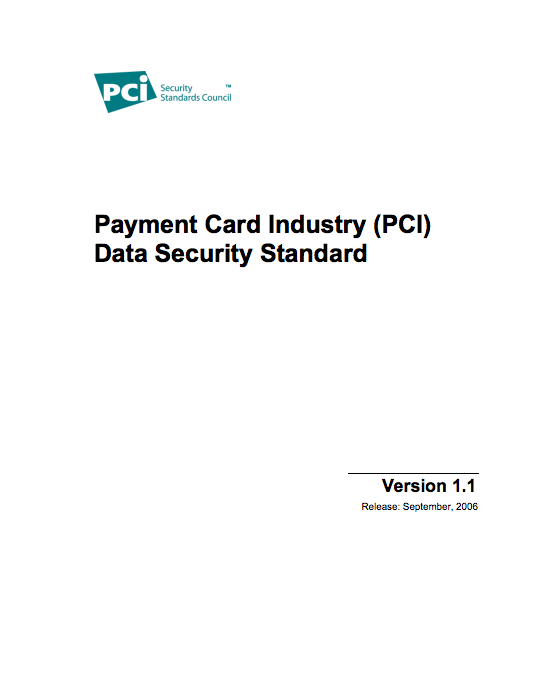 PCI Security ™
Standards Council
Payment Card Industry (PCI)
Data Security Standard
Version 1.1
Release: September, 2006